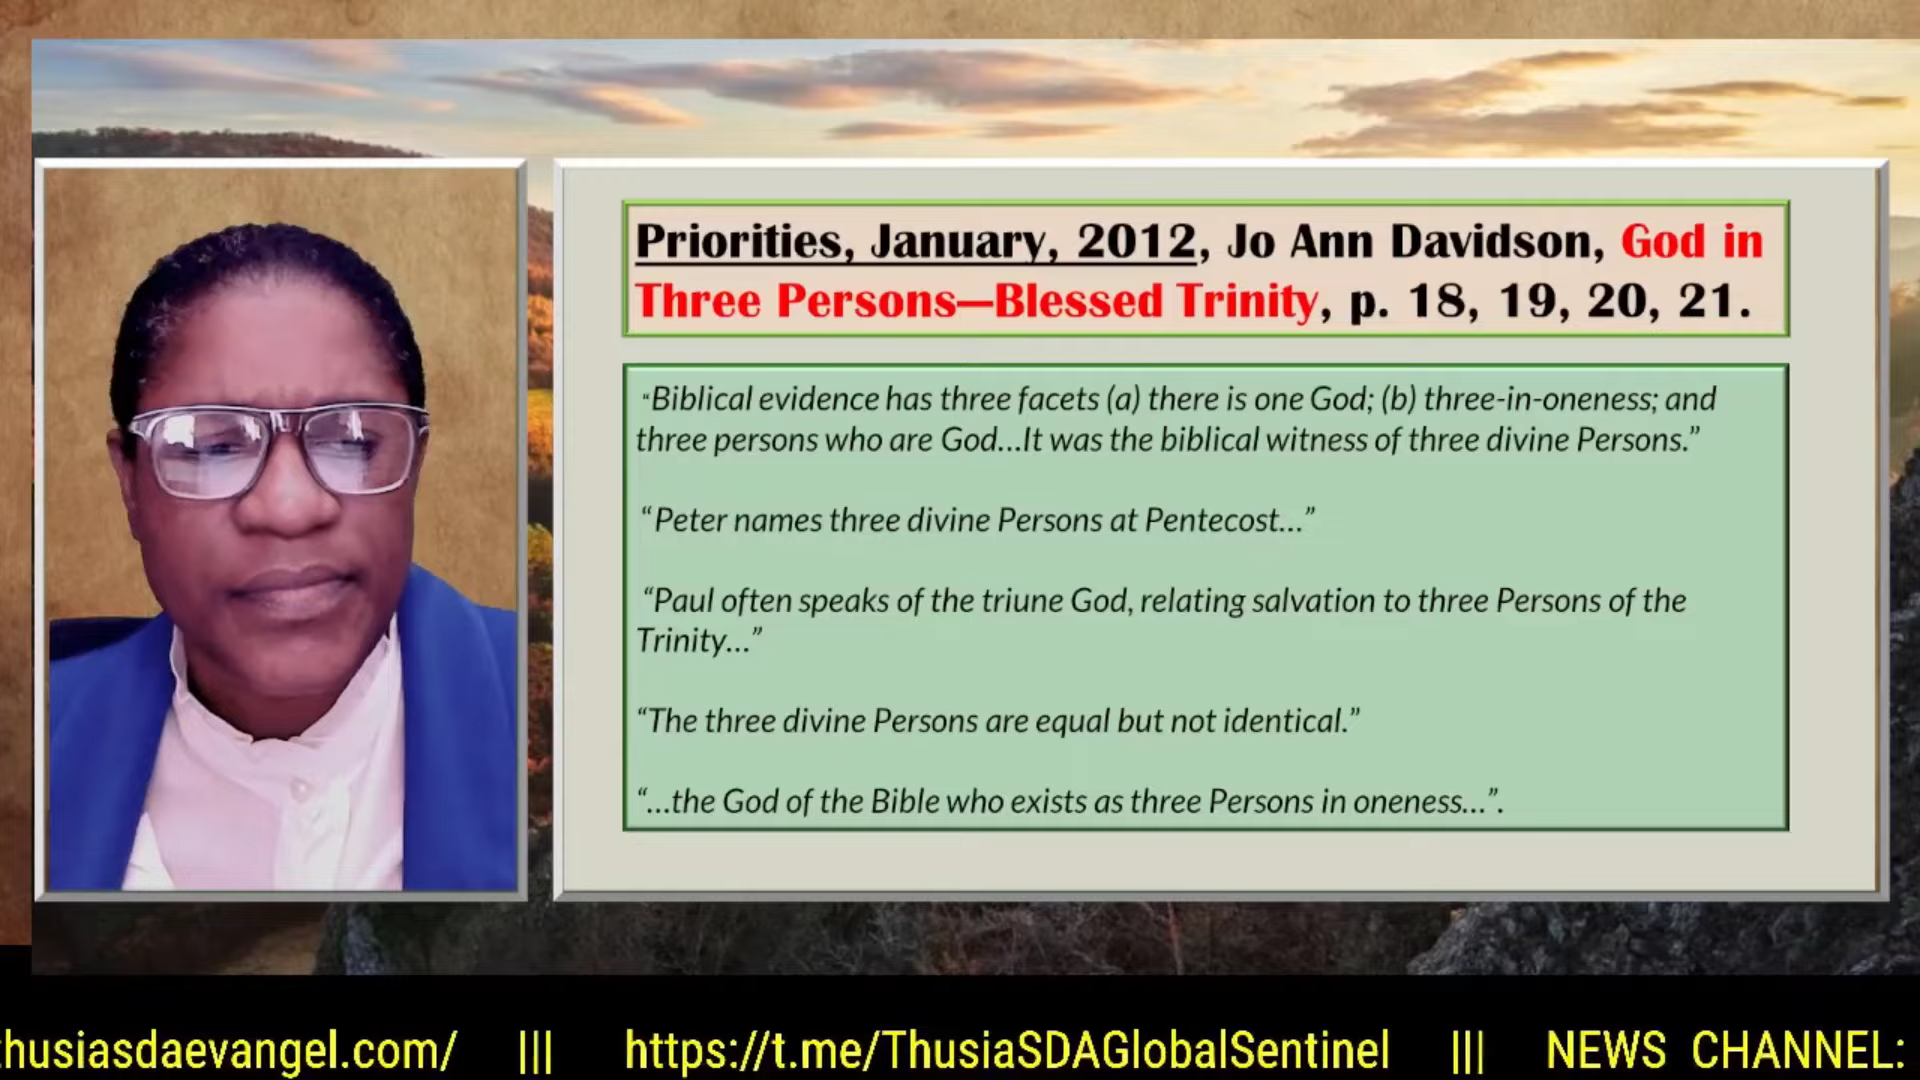 Priorities, January, 2012, Jo Ann Davidson, God in
Three Persons—Blessed Trinity, p. 18, 19, 20, 21.
“Biblical evidence has three facets (a) there is one God; (b) three-in-oneness; and
three persons who are God...It was the biblical witness of three divine Persons.”
“Peter names three divine Persons at Pentecost...”
“Paul often speaks of the triune God, relating salvation to three Persons of the
Trinity...”
“The three divine Persons are equal but not identical.”
“...the God of the Bible who exists as three Persons in oneness...”.
husiasdaevangel.com/ ||| https://t.me/ThusiaSDAGlobalSentinel ||| NEWS CHANNEL: